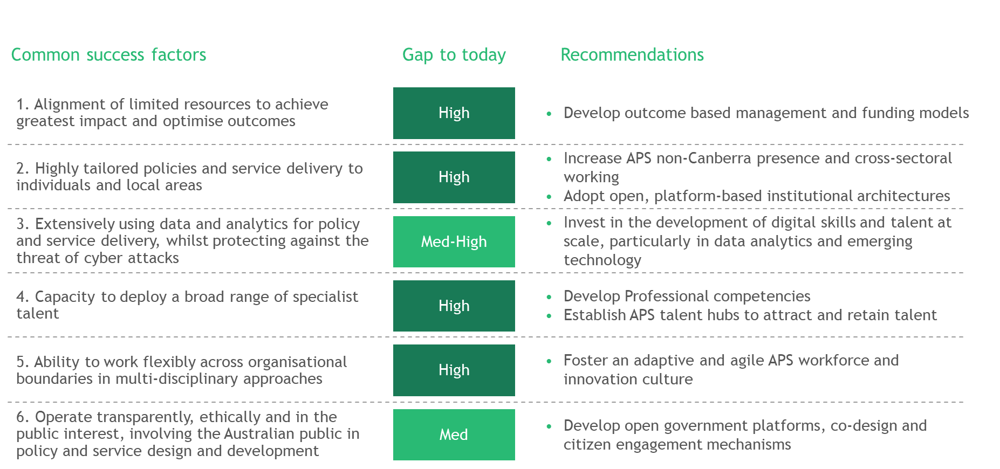 Common success factors
Gap to today
Recommendations
1. Alignment of limited resources to achieve
greatest impact and optimise outcomes
High
• Develop outcome based management and funding models
2. Highly tailored policies and service delivery to
individuals and local areas
High
• Increase APS non-Canberra presence and cross-sectoral
working
• Adopt open, platform-based institutional architectures
3. Extensively using data and analytics for policy
and service delivery, whilst protecting against the
threat of cyber attacks
Med-High
• Invest in the development of digital skills and talent at
scale, particularly in data analytics and emerging
technology
4. Capacity to deploy a broad range of specialist
talent
High
• Develop Professional competencies
• Establish APS talent hubs to attract and retain talent
5. Ability to work flexibly across organisational
boundaries in multi-disciplinary approaches
High
• Foster an adaptive and agile APS workforce and
innovation culture
6. Operate transparently, ethically and in the
public interest, involving the Australian public in
policy and service design and development
Med
• Develop open government platforms, co-design and
citizen engagement mechanisms